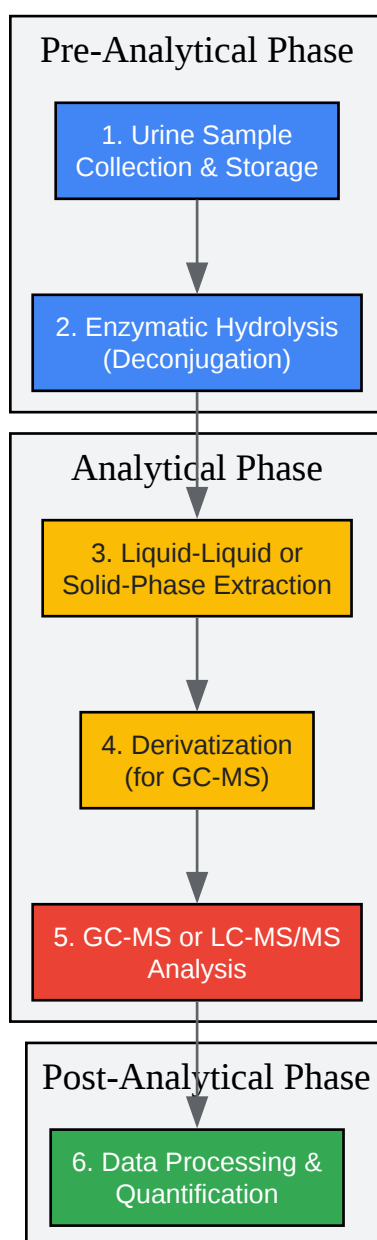 Pre-Analytical Phase
1. Urine Sample
Collection & Storage
2. Enzymatic Hydrolysis
(Deconjugation)
Analytical Phase
3. Liquid-Liquid or
Solid-Phase Extraction
4. Derivatization
(for GC-MS)
5. GC-MS or LC-MS/MS
Analysis
Post-Analytical Phase
6. Data Processing &
Quantification